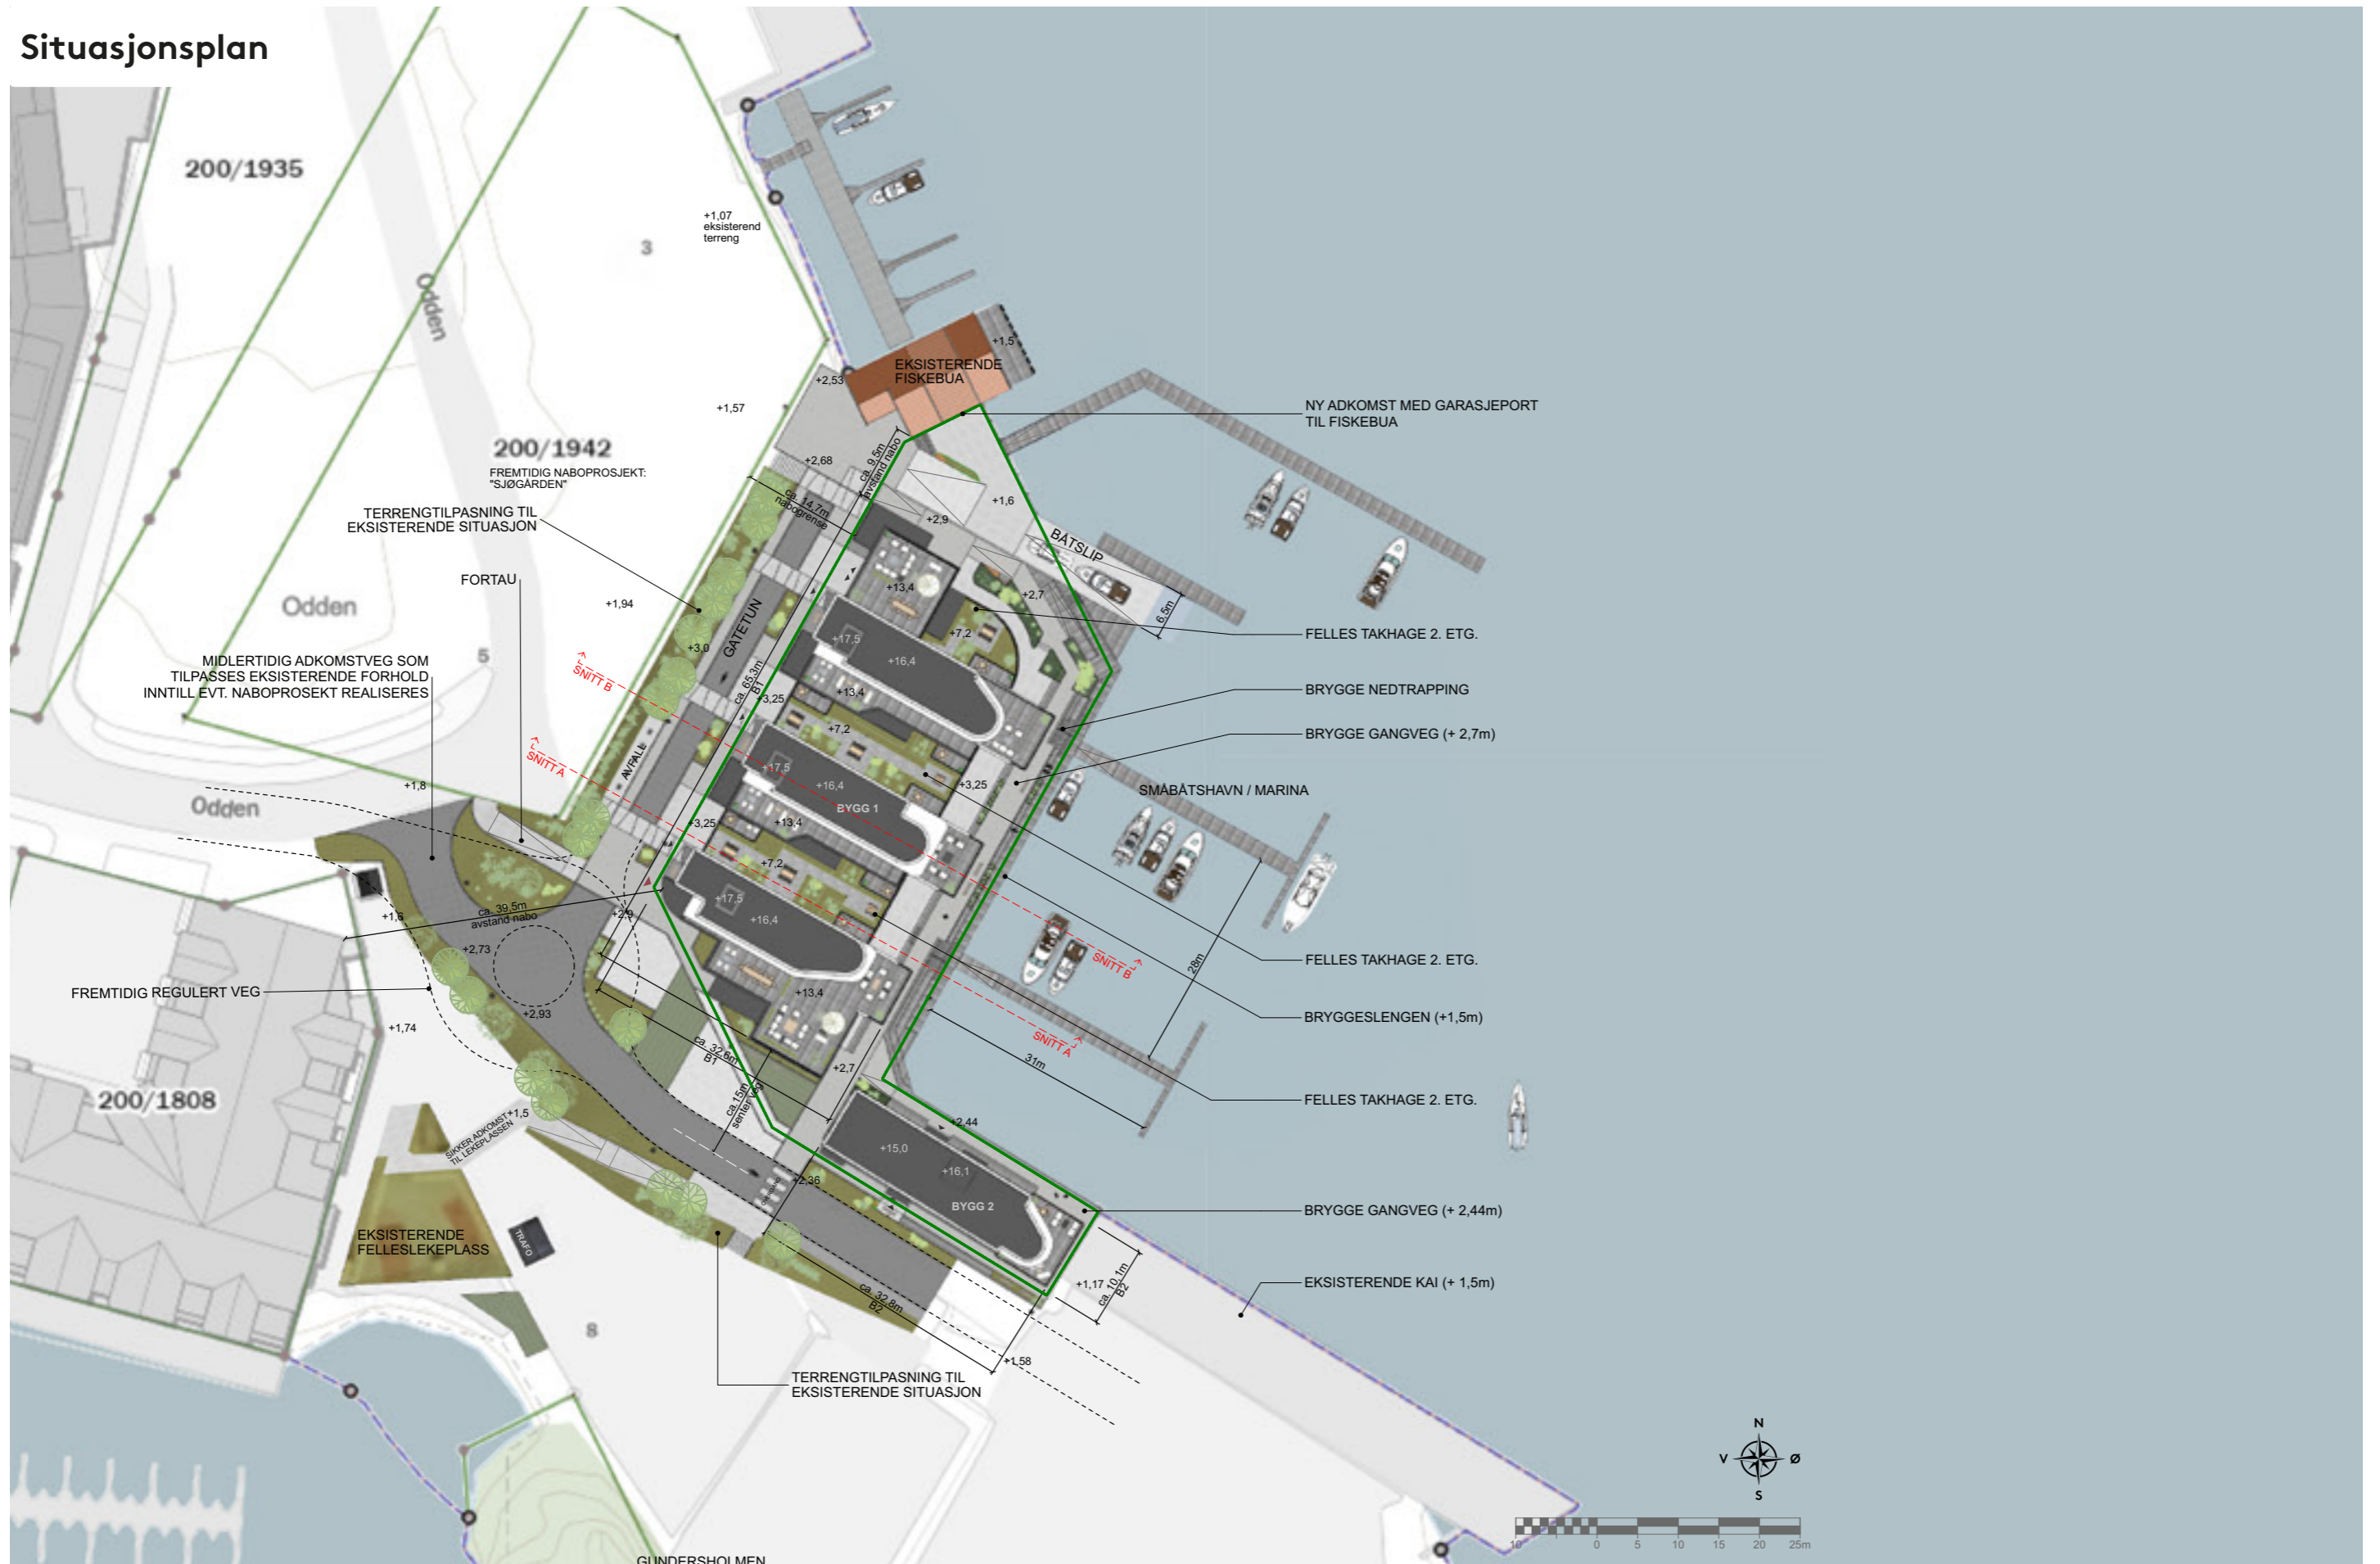 Situasjonsplan
200/1935
3
+1,07
eksisterend
terreng
Odden
+1,5
EKSISTERENDE
FISKEBUA
+2,53
+1,57
NY ADKOMST MED GARASJEPORT
TIL FISKEBUA
200/1942
FREMTIDIG NABOPROSJEKT:
"SJØGÅRDEN"
+2,68
ca. 9,5m
avstand nabo
ca. 14,7m
nabogrense
+1,6
TERRENGTILPASNING TIL
EKSISTERENDE SITUASJON
+2,9
BÅTSLIP
6,5m
FORTAU
+13,4
+2,7
Odden
+1,94
GATETUN
+7,2
FELLES TAKHAGE 2. ETG.
+17,5
+16,4
+3,0
5
MIDLERTIDIG ADKOMSTVEG SOM
TILPASSES EKSISTERENDE FORHOLD
INNTILL EVT. NABOPROSEKT REALISERES
SNITT B
ca. 65,3m
B1
+3,25
+13,4
BRYGGE NEDTRAPPING
+7,2
BRYGGE GANGVEG (+ 2,7m)
SNITT A
AVFALL
+17,5
+16,4
BYGG 1
+3,25
SMÅBÅTSHAVN / MARINA
+1,8
Odden
+3,25
+13,4
+7,2
+17,5
+16,4
ca. 39,5m
avstand nabo
+1,6
+2,9
+2,73
28m
SNITT B
FELLES TAKHAGE 2. ETG.
FREMTIDIG REGULERT VEG
+13,4
+2,93
+1,74
BRYGGESLENGEN (+1,5m)
SNITT A
31m
ca. 32,6m
B1
+2,7
ca.15m
senter veg
200/1808
FELLES TAKHAGE 2. ETG.
SIKKER ADKOMST
TIL LEKEPLASSEN
+1,5
+2,44
+15,0
+16,1
+2,36
BYGG 2
BRYGGE GANGVEG (+ 2,44m)
EKSISTERENDE
FELLESLEKEPLASS
TRAFO
+1,17
ca. 10,1m
B2
EKSISTERENDE KAI (+ 1,5m)
ca. 32,8m
B2
8
+1,58
TERRENGTILPASNING TIL
EKSISTERENDE SITUASJON
N
V
Ø
S
10 0 5 10 15 20 25m
GUNDERSHOLMEN